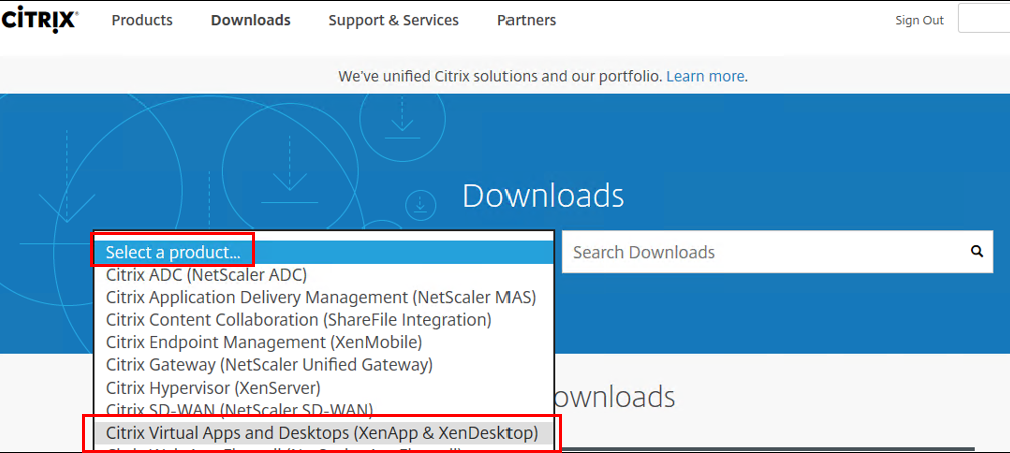 CİTRIX
Products
Downloads
Support & Services
Partners
Sign Out
We've unified Citrix solutions and our portfolio. Learn more.
Downloads
Select a product...
Search Downloads
Citrix ADC (NetScaler ADC)
Citrix Application Delivery Management (NetScaler MAS)
Citrix Content Collaboration (ShareFile Integration)
Citrix Endpoint Management (XenMobile)
Citrix Gateway (NetScaler Unified Gateway)
Citrix Hypervisor (XenServer)
Citrix SD-WAN (NetScaler SD-WAN)
ownloads
Citrix Virtual Apps and Desktops (XenApp & XenDesktop)